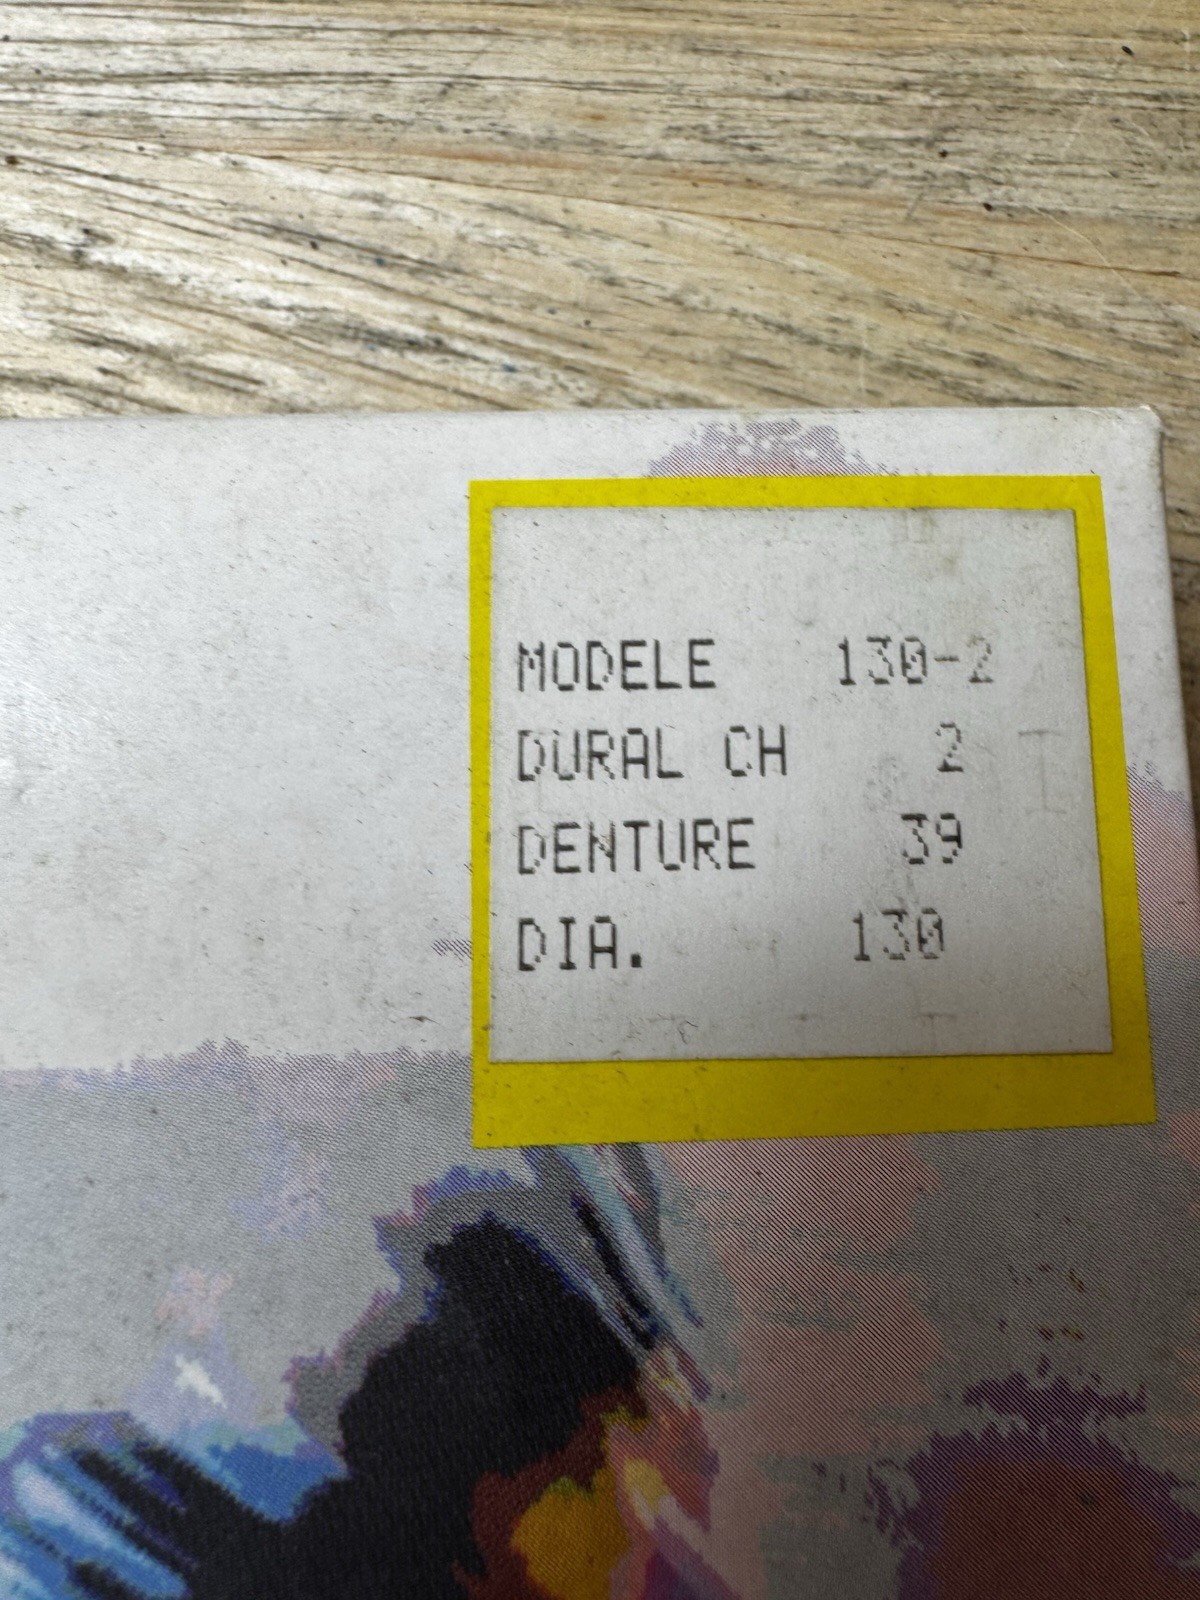 MODELE 130-2
DURAL CH 2
DENTURE 39
DIA. 130